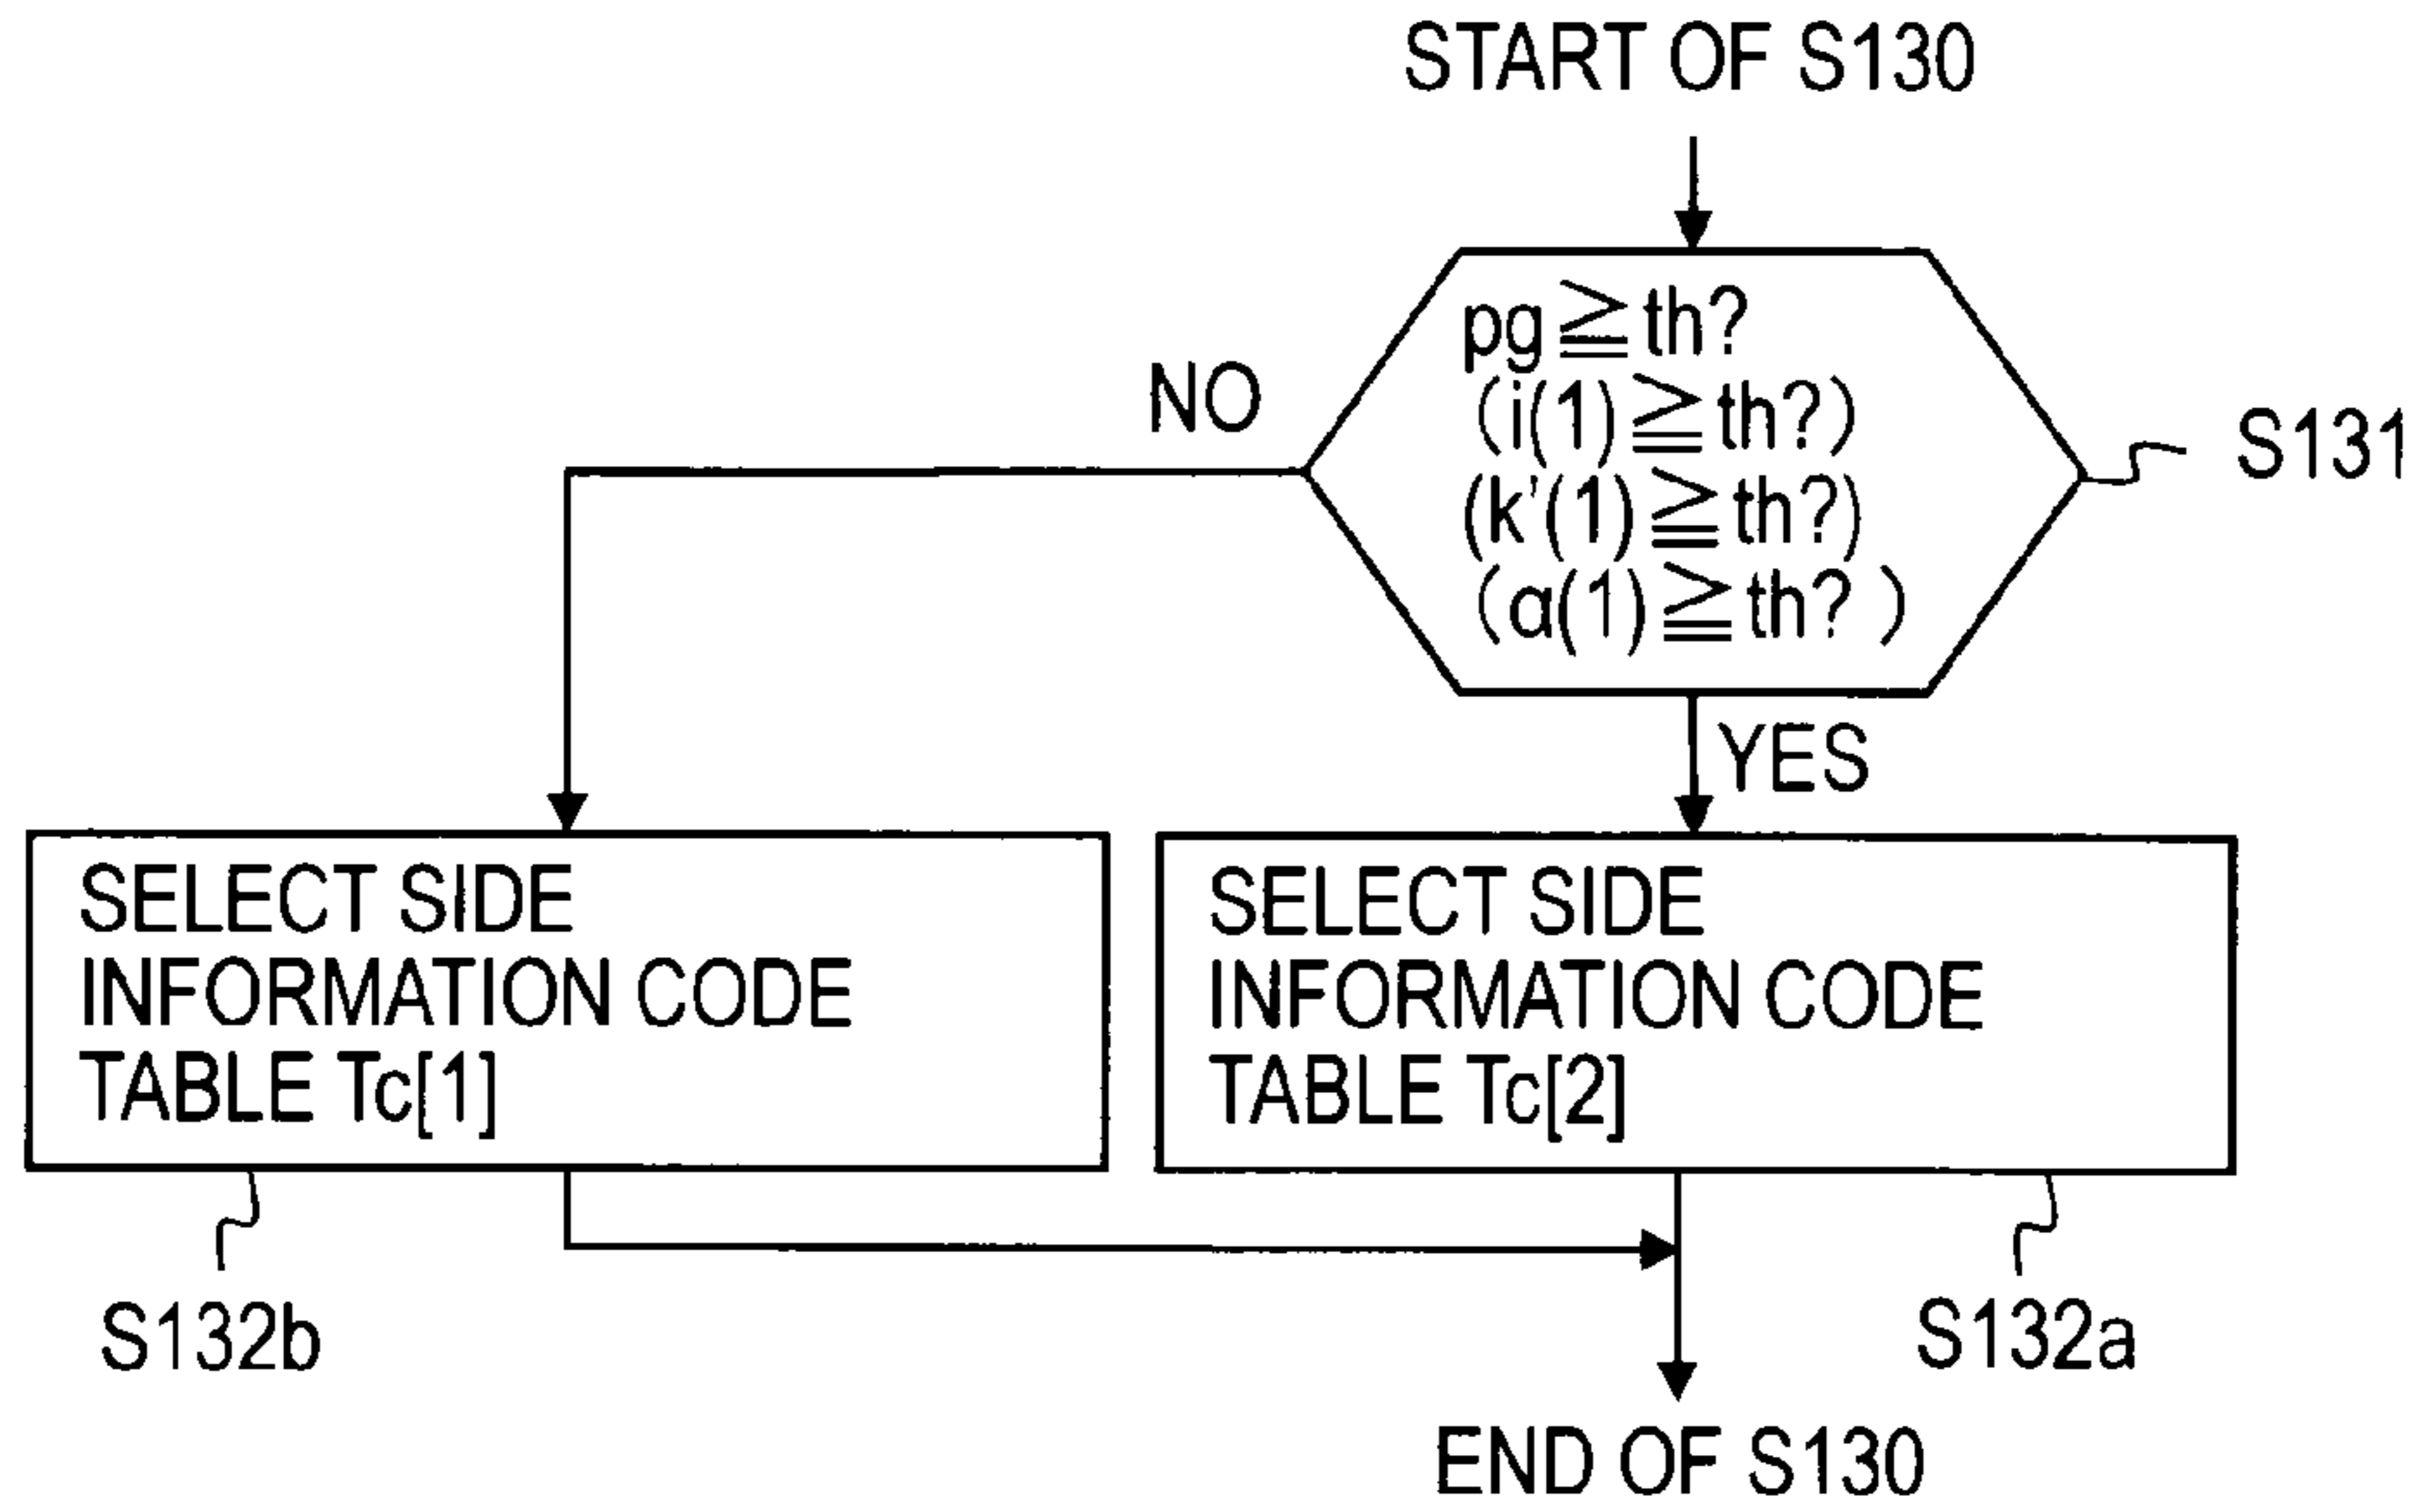 START OF S130
pg≧th?
(i(1)≧th?)
(k'(1)≧th?)
(α(1)≧th? )
S131
NO
YES
SELECT SIDE
INFORMATION CODE
TABLE Tc[1]
SELECT SIDE
INFORMATION CODE
TABLE Tc[2]
S132b
S132a
END OF S130